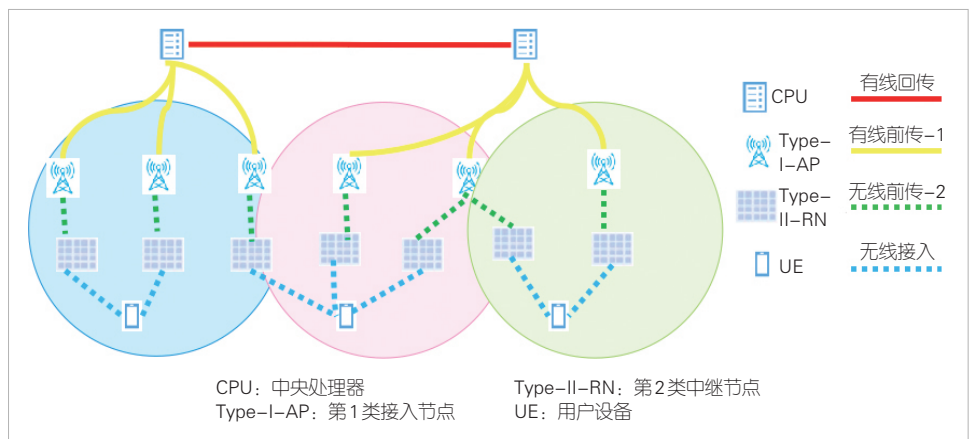 CPU
有线回传
Type-
I-AP
有线前传-1
Type-
II-RN
无线前传-2
UE
无线接入
CPU：中央处理器
Type-II-RN：第2类中继节点
Type-I-AP：第1类接入节点
UE：用户设备